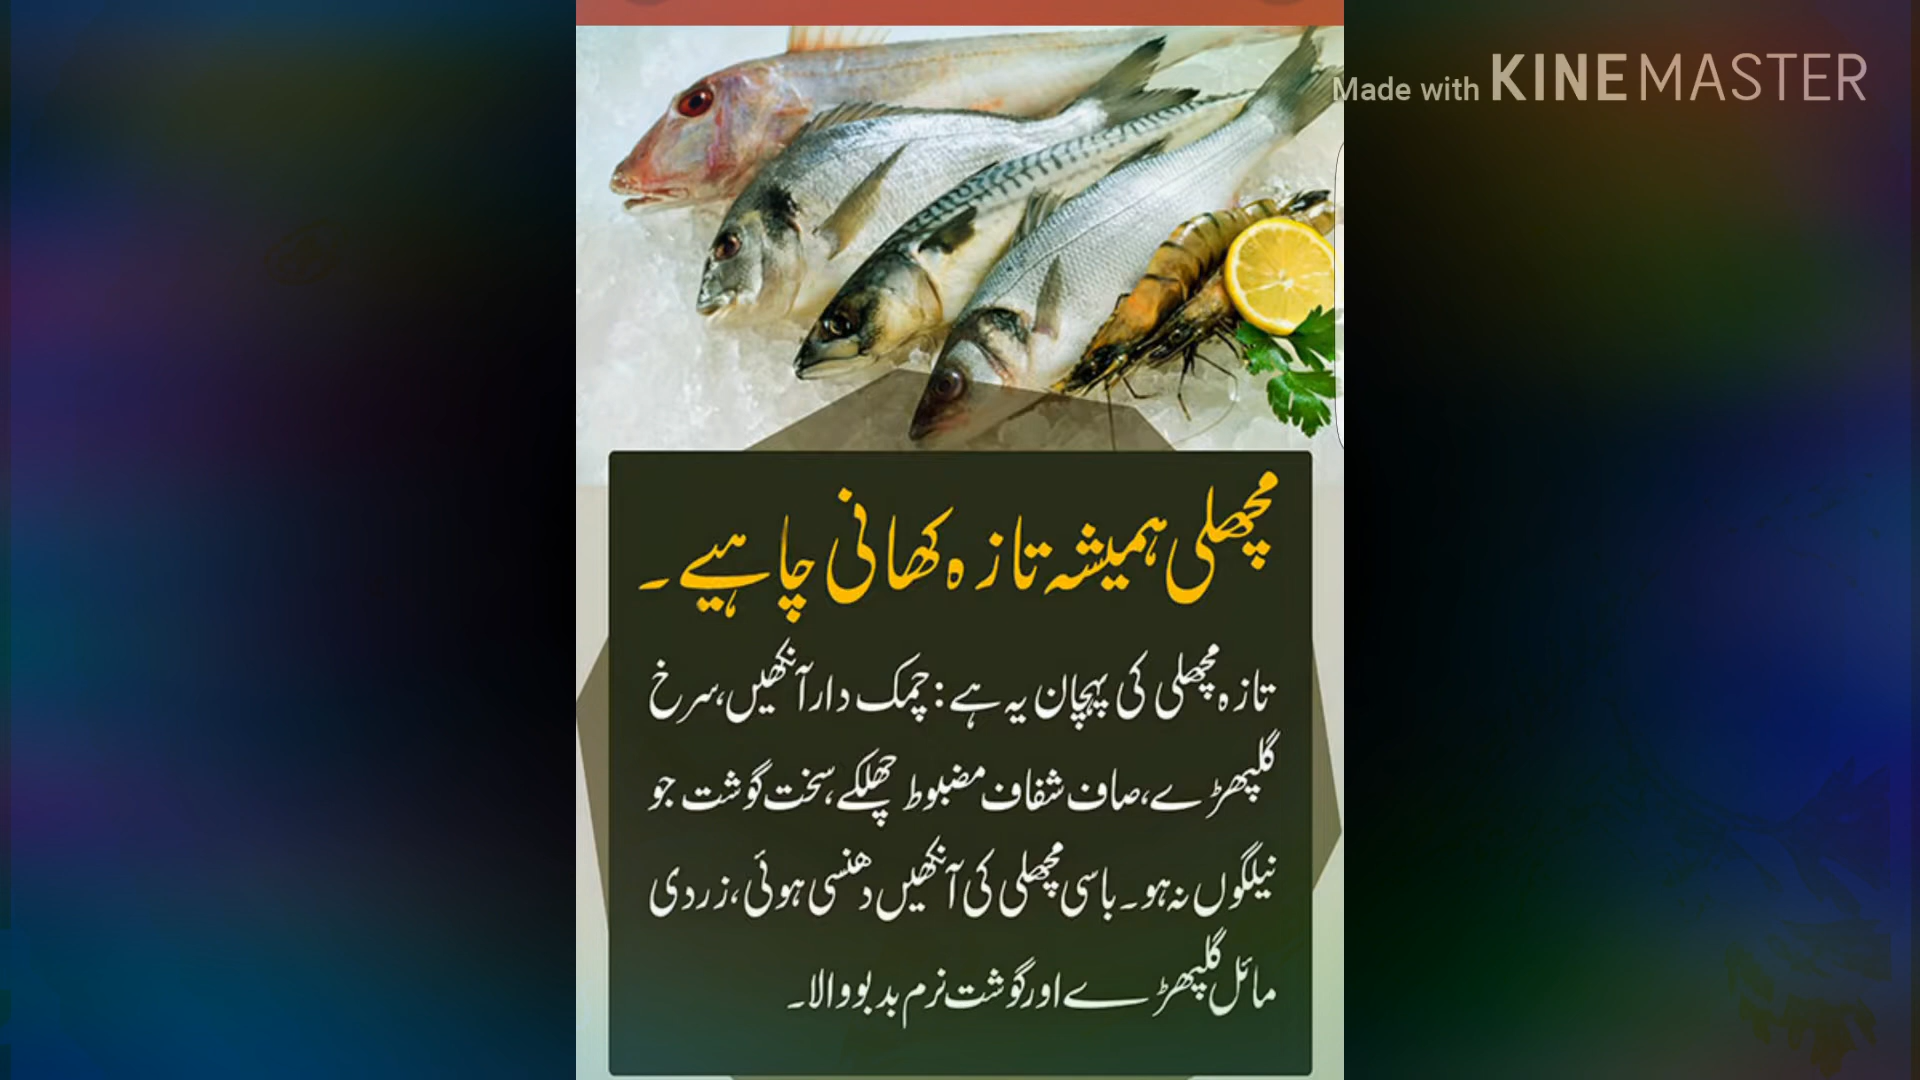 Made with KINEMASTER
مچھلی ہمیشہ تازہ کھانی چاہیے۔
تازہ مچھلی کی پہچان یہ ہے: چمک دار آنکھیں، سرخ
گلپھڑے، صاف شفاف مضبوط چھلکے، سخت گوشت جو
نیلگوں نہ ہو۔ باسی مچھلی کی آنکھیں دھنسی ہوئی، زردی
مائل گلپھڑے اور گوشت نرم بدبو والا۔